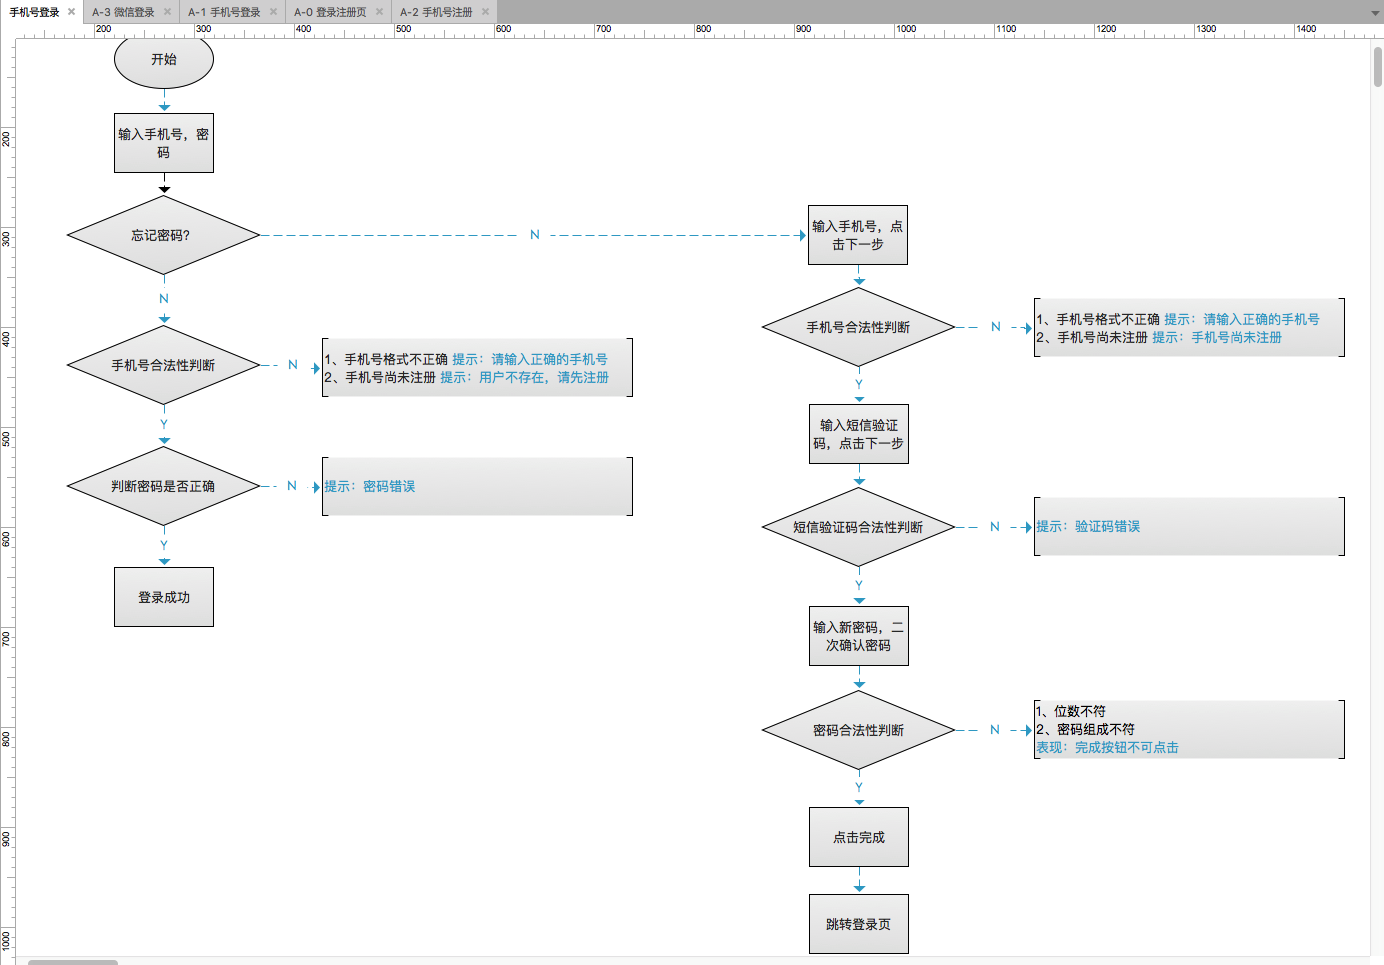 手机号登录
A-3 微信登录
A-1 手机号登录
A-0 登录注册页
A-2 手机号注册
200 300 400 500 600 700 800 900 1000 1100 1200 1300 1400
200
300
400
500
600
700
800
900
1000
开始
输入手机号，密
码
忘记密码?
N
N
手机号合法性判断
N
1、手机号格式不正确 提示：请输入正确的手机号
2、手机号尚未注册 提示：用户不存在，请先注册
Y
判断密码是否正确
N
提示：密码错误
Y
登录成功
输入手机号，点
击下一步
手机号合法性判断
N
1、手机号格式不正确 提示：请输入正确的手机号
2、手机号尚未注册 提示：手机号尚未注册
Y
输入短信验证
码，点击下一步
短信验证码合法性判断
N
提示：验证码错误
Y
输入新密码，二
次确认密码
密码合法性判断
N
1、位数不符
2、密码组成不符
表现：完成按钮不可点击
Y
点击完成
跳转登录页